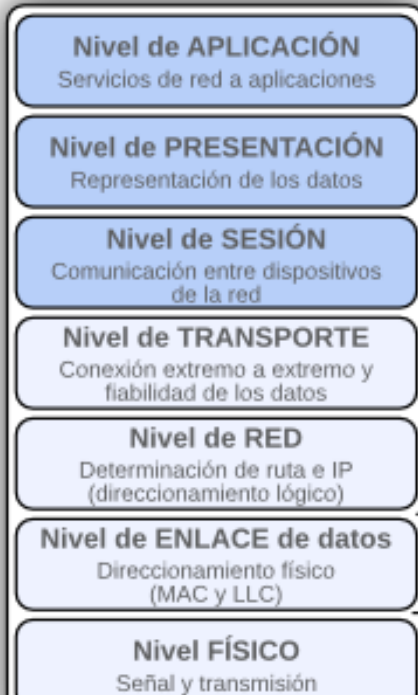 Nivel de APLICACIÓN
Servicios de red a aplicaciones
Nivel de PRESENTACIÓN
Representación de los datos
Nivel de SESIÓN
Comunicación entre dispositivos
de la red
Nivel de TRANSPORTE
Conexión extremo a extremo y
fiabilidad de los datos
Nivel de RED
Determinación de ruta e IP
(direccionamiento lógico)
Nivel de ENLACE de datos
Direccionamiento físico
(MAC y LLC)
Nivel FÍSICO
Señal y transmisión